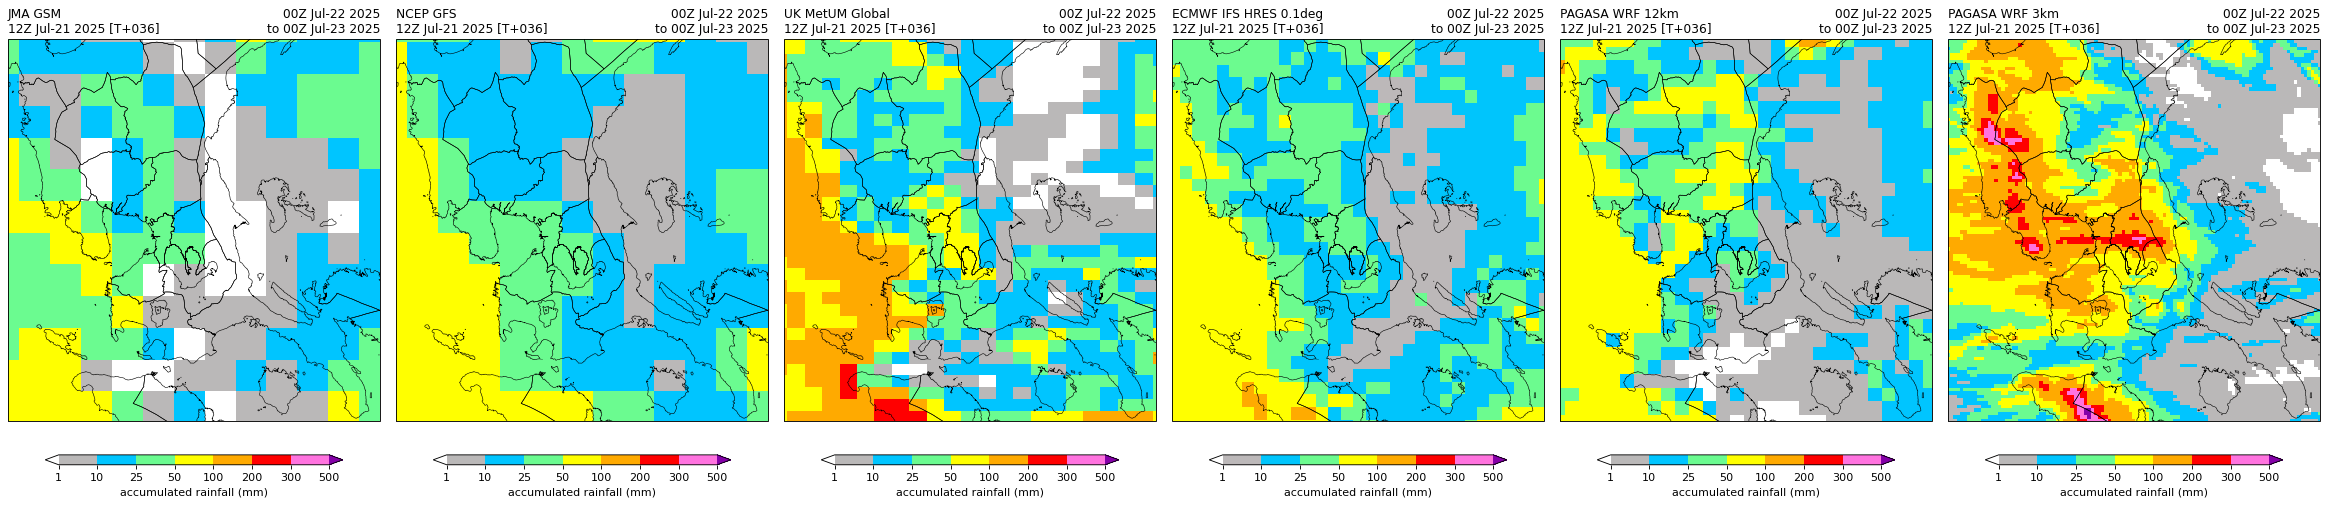 JMA GSM 00Z Jul-22 2025
12Z Jul-21 2025 [T+036] to 00Z Jul-23 2025
1 10 25 50 100 200 300 500
accumulated rainfall (mm)
NCEP GFS 00Z Jul-22 2025
12Z Jul-21 2025 [T+036] to 00Z Jul-23 2025
1 10 25 50 100 200 300 500
accumulated rainfall (mm)
UK MetUM Global 00Z Jul-22 2025
12Z Jul-21 2025 [T+036] to 00Z Jul-23 2025
1 10 25 50 100 200 300 500
accumulated rainfall (mm)
ECMWF IFS HRES 0.1deg 00Z Jul-22 2025
12Z Jul-21 2025 [T+036] to 00Z Jul-23 2025
1 10 25 50 100 200 300 500
accumulated rainfall (mm)
PAGASA WRF 12km 00Z Jul-22 2025
12Z Jul-21 2025 [T+036] to 00Z Jul-23 2025
1 10 25 50 100 200 300 500
accumulated rainfall (mm)
PAGASA WRF 3km 00Z Jul-22 2025
12Z Jul-21 2025 [T+036] to 00Z Jul-23 2025
1 10 25 50 100 200 300 500
accumulated rainfall (mm)